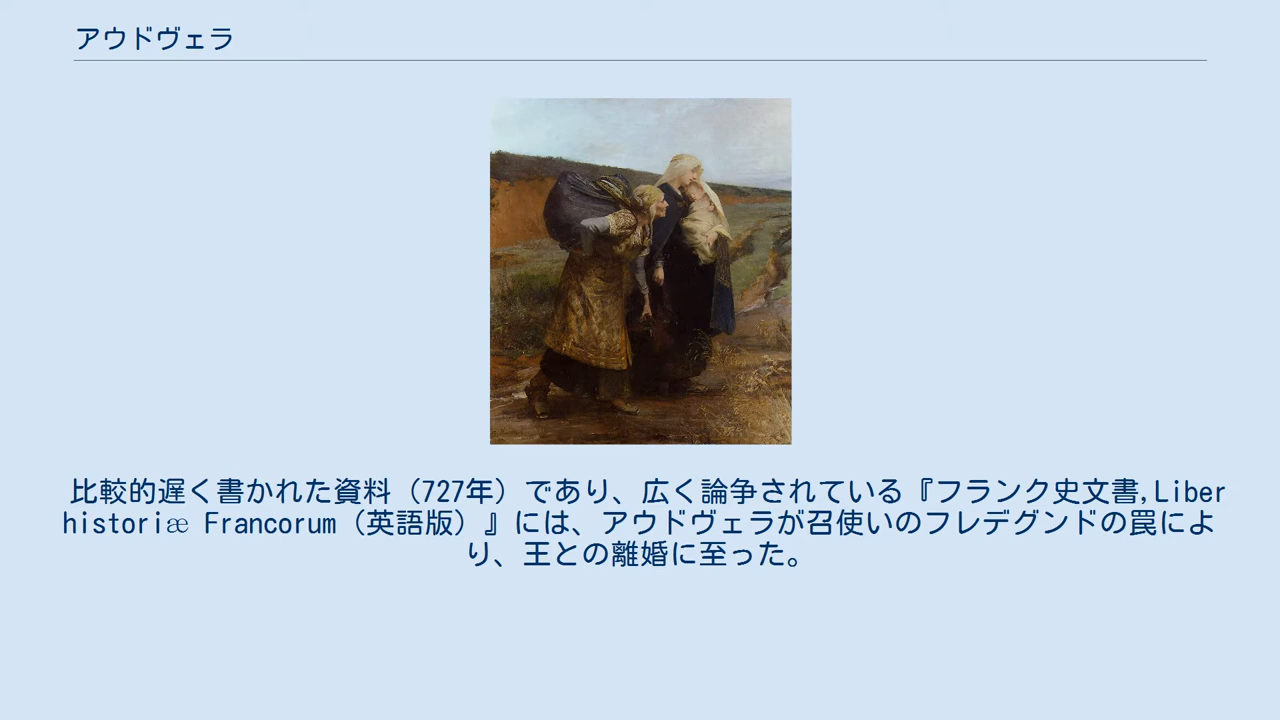 アウドヴェラ
比較的遅く書かれた資料（727年）であり、広く論争されている『フランク史文書,Liber
historiæ Francorum（英語版）』には、アウドヴェラが召使いのフレデグンドの罠によ
り、王との離婚に至った。